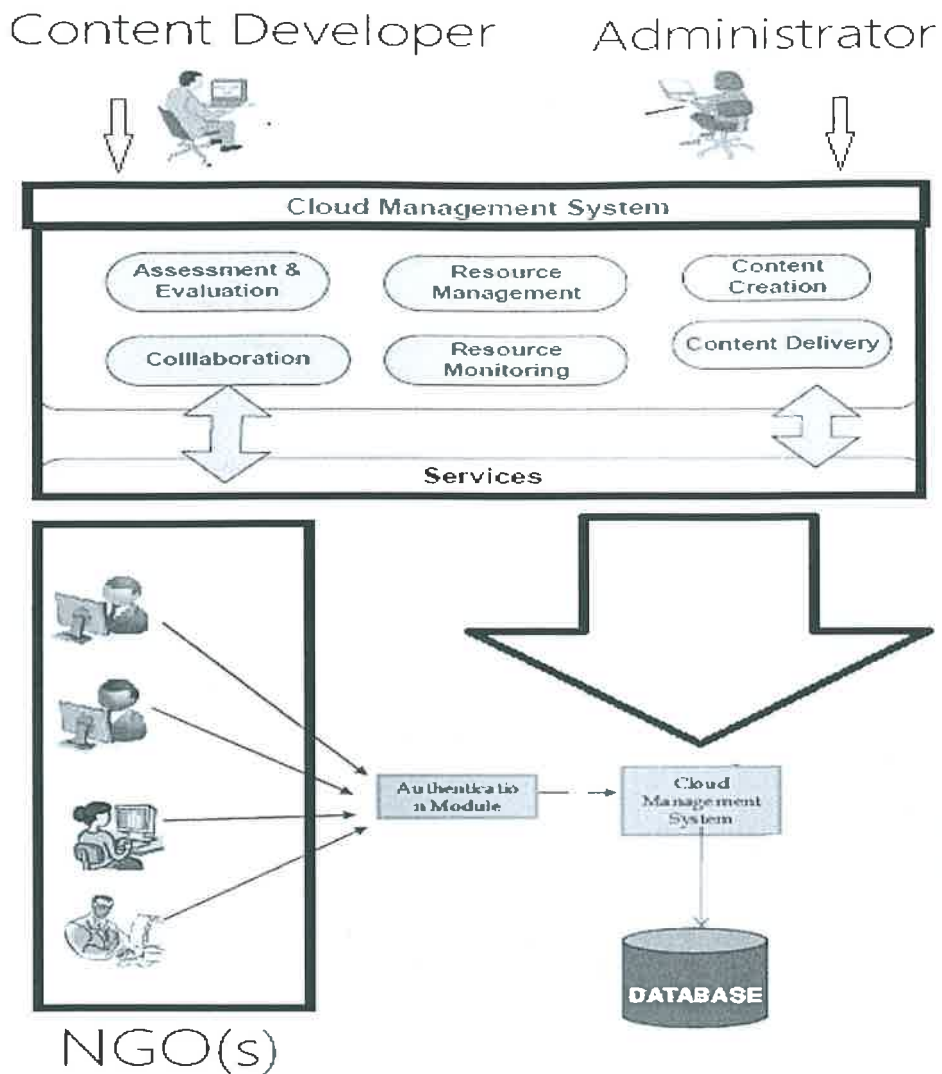 Content Developer
Administrator
Cloud Management System
Assessment &
Evaluation
Resource
Management
Content
Creation
Colllaboration
Resource
Monitoring
Content Delivery
Services
Authenticatio
n Module
Cloud
Management
System
DATABASE
NGO(s)